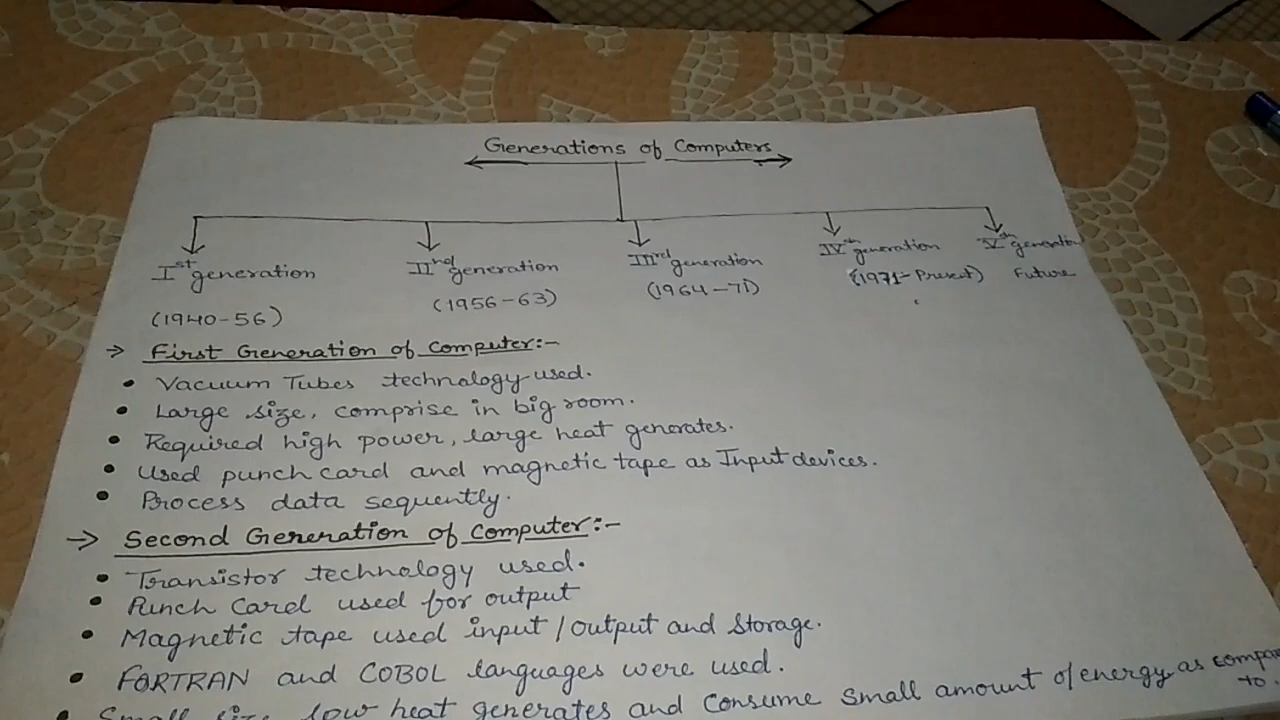 Generations of Computers
Ist generation
IInd generation
IIIrd generation
IVth generation
Vth generation
(1940-56)
(1956-63)
(1964-71)
(1971-Present)
Future
→ First Generation of Computer:-
• Vacuum Tubes technology used.
• Large size, comprise in big room.
• Required high power, large heat generates.
• Used punch card and magnetic tape as Input devices.
• Process data sequently.
→ Second Generation of Computer:-
• Transistor technology used.
• Punch Card used for output
• Magnetic tape used input / output and Storage.
• FORTRAN and COBOL languages were used.
• Small size, low heat generates and Consume small amount of energy as
to